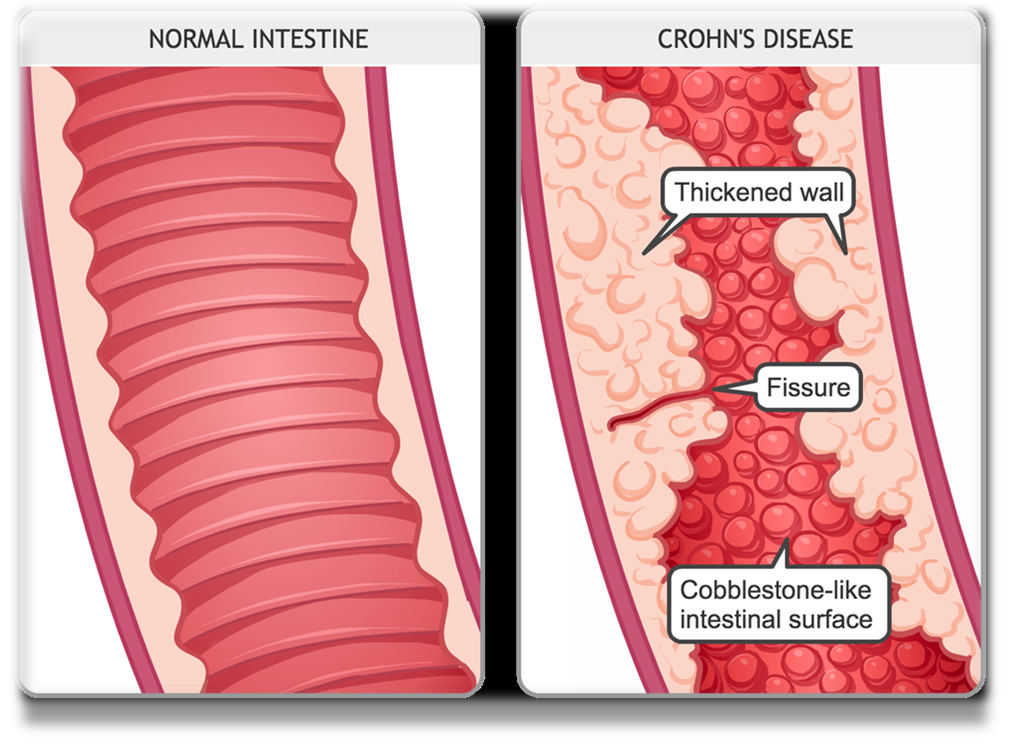 NORMAL INTESTINE
CROHN'S DISEASE
Thickened wall
Fissure
Cobblestone-like
intestinal surface